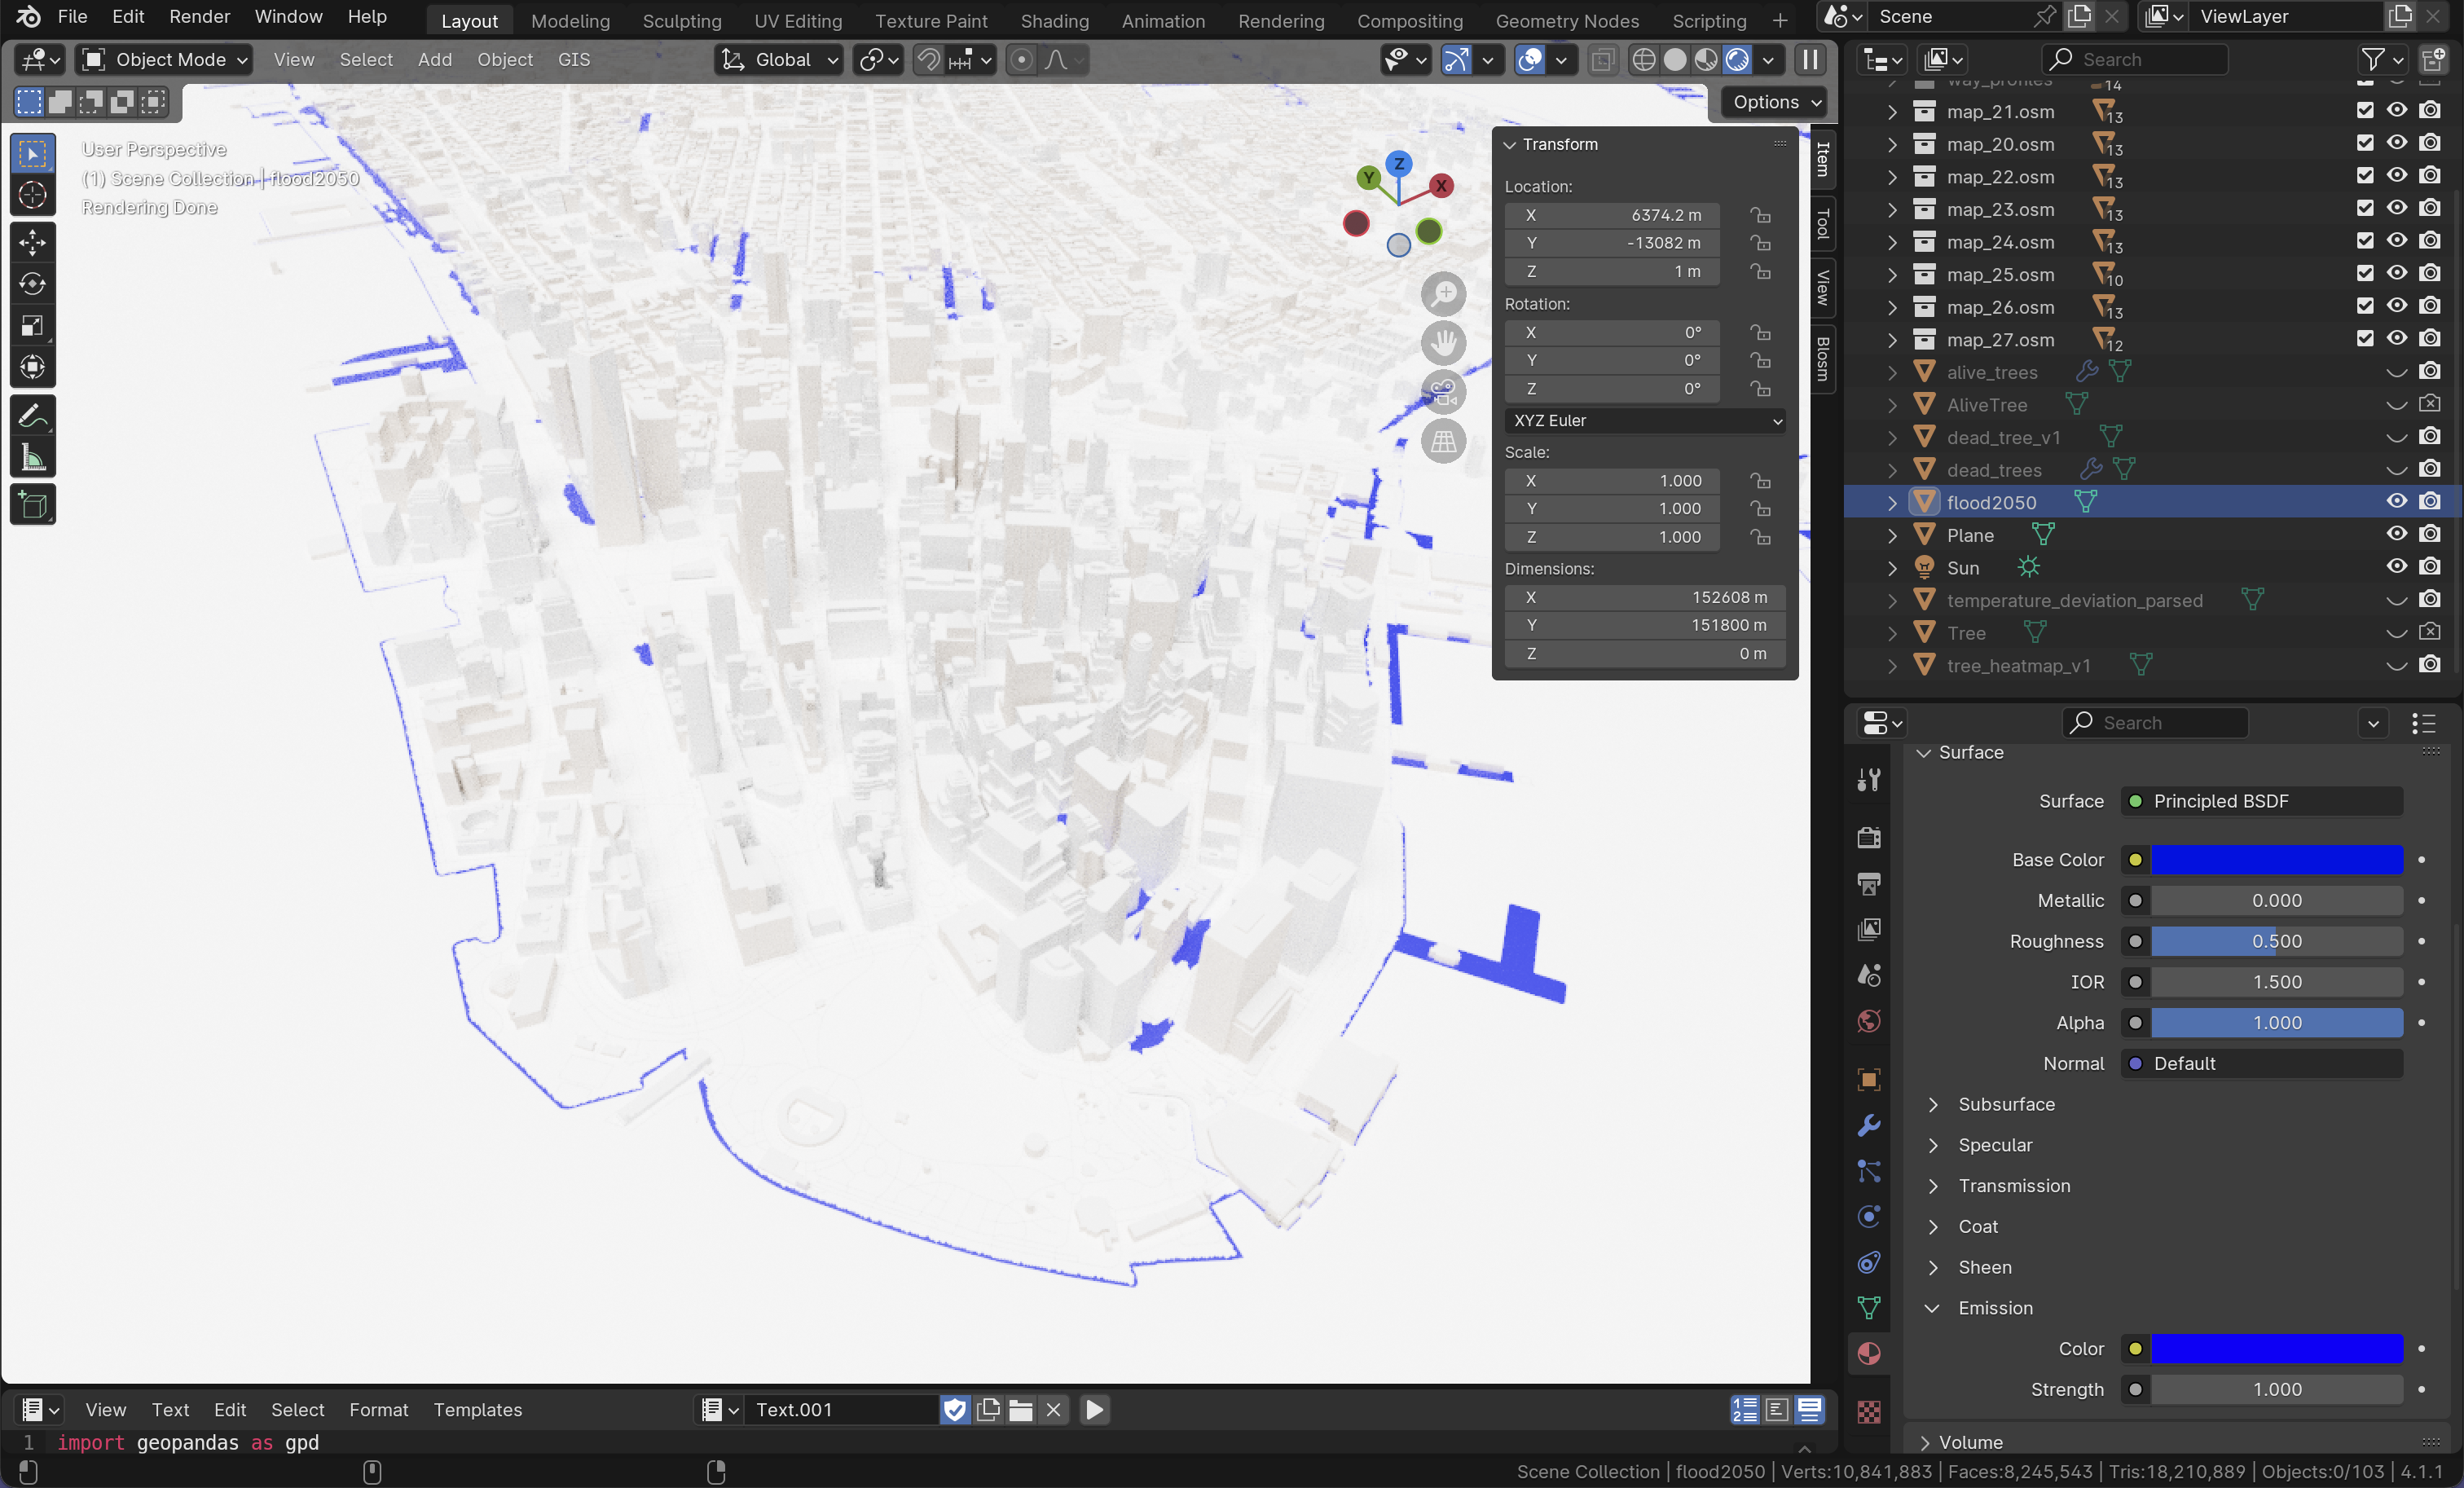 File Edit Render Window Help Layout Modeling Sculpting UV Editing Texture Paint Shading Animation Rendering Compositing Geometry Nodes Scripting + Scene ViewLayer
Object Mode View Select Add Object GIS Global Search
Options
User Perspective
(1) Scene Collection | flood2050
Rendering Done
Z
Y
X
Transform
Location:
X 6374.2 m
Y -13082 m
Z 1 m
Rotation:
X 0°
Y 0°
Z 0°
XYZ Euler
Scale:
X 1.000
Y 1.000
Z 1.000
Dimensions:
X 152608 m
Y 151800 m
Z 0 m
Item
Tool
View
Blosm
way_profiles 14
map_21.osm 13
map_20.osm 13
map_22.osm 13
map_23.osm 13
map_24.osm 13
map_25.osm 10
map_26.osm 13
map_27.osm 12
alive_trees
AliveTree
dead_tree_v1
dead_trees
flood2050
Plane
Sun
temperature_deviation_parsed
Tree
tree_heatmap_v1
Search
Surface
Surface Principled BSDF
Base Color
Metallic 0.000
Roughness 0.500
IOR 1.500
Alpha 1.000
Normal Default
Subsurface
Specular
Transmission
Coat
Sheen
Emission
Color
Strength 1.000
Volume
View Text Edit Select Format Templates Text.001
1 import geopandas as gpd
Scene Collection | flood2050 | Verts:10,841,883 | Faces:8,245,543 | Tris:18,210,889 | Objects:0/103 | 4.1.1